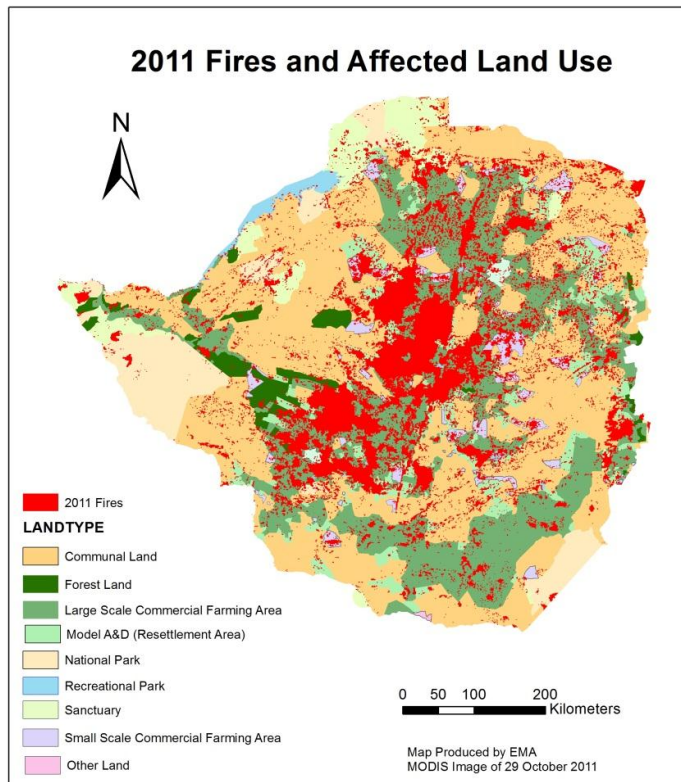 2011 Fires and Affected Land Use
N
2011 Fires
LANDTYPE
Communal Land
Forest Land
Large Scale Commercial Farming Area
Model A&D (Resettlement Area)
National Park
Recreational Park
Sanctuary
Small Scale Commercial Farming Area
Other Land
0 50 100 200
Kilometers
Map Produced by EMA
MODIS Image of 29 October 2011